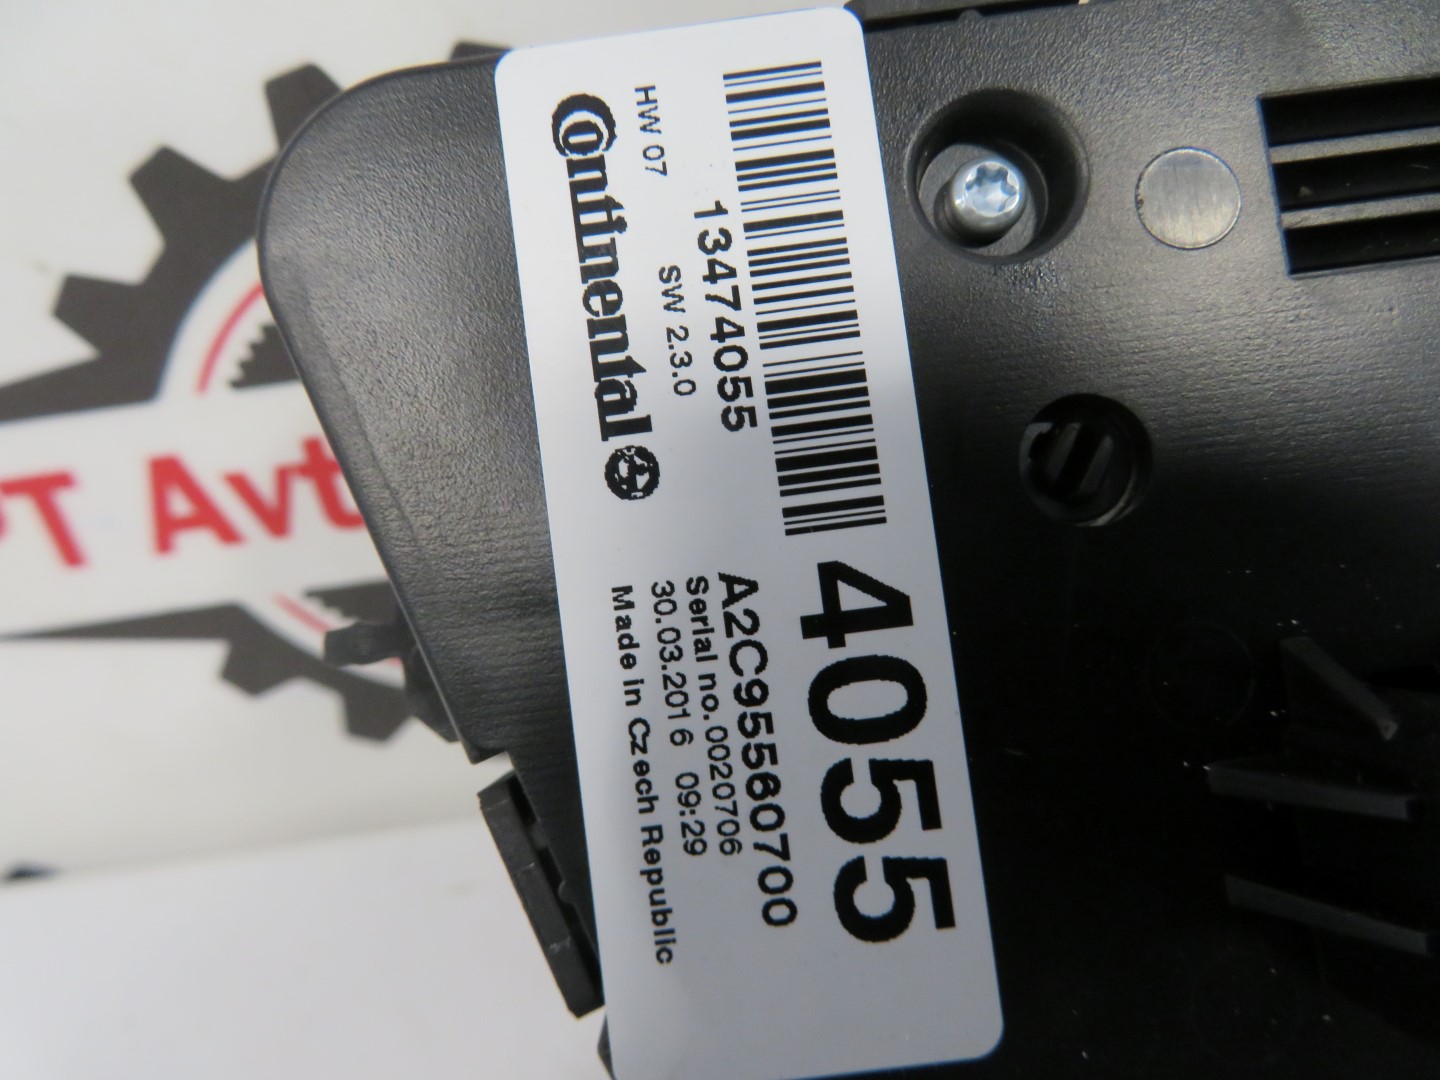 4055
13474055
HW 07
SW 2.3.0
Continental
A2C95560700
Serial no. 0020706
30.03.2016 09:29
Made in Czech Republic
PT Avt